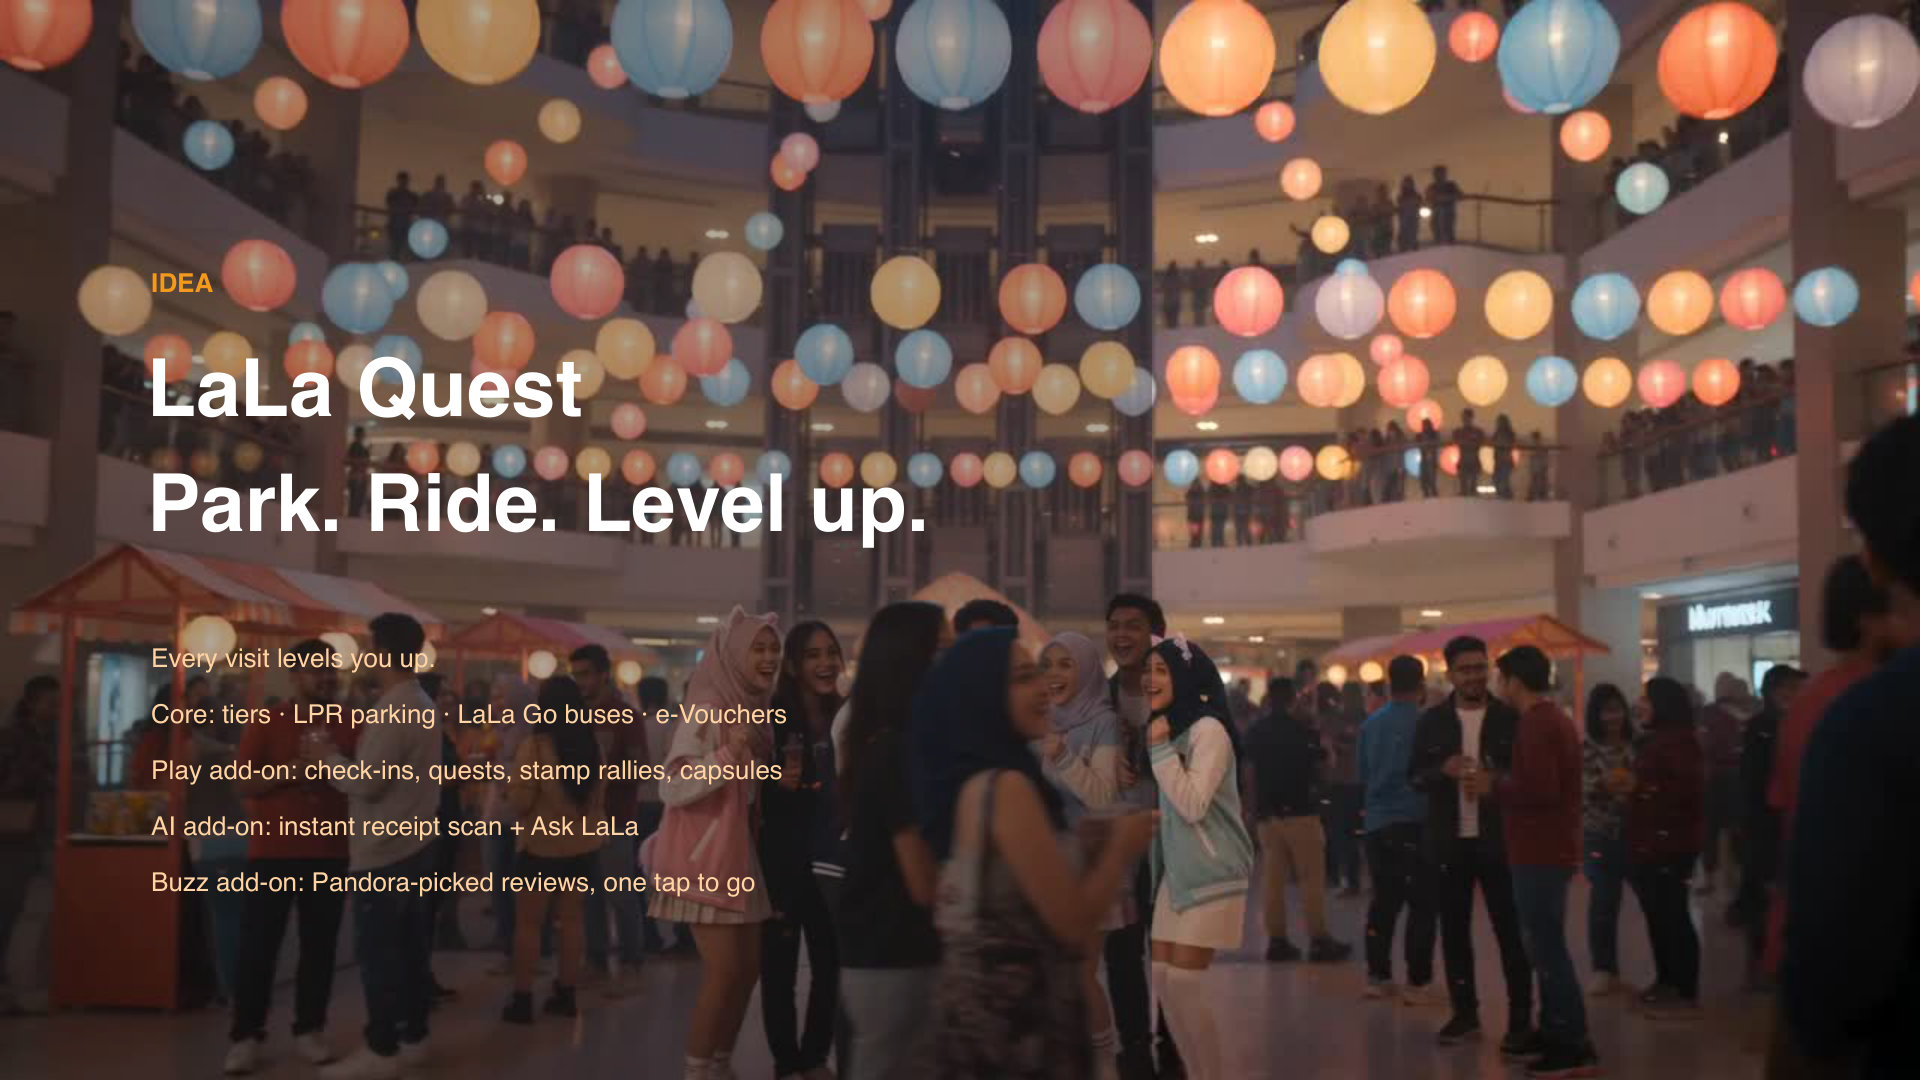 IDEA
LaLa Quest
Park. Ride. Level up.
Every visit levels you up.
Core: tiers · LPR parking · LaLa Go buses · e-Vouchers
Play add-on: check-ins, quests, stamp rallies, capsules
AI add-on: instant receipt scan + Ask LaLa
Buzz add-on: Pandora-picked reviews, one tap to go